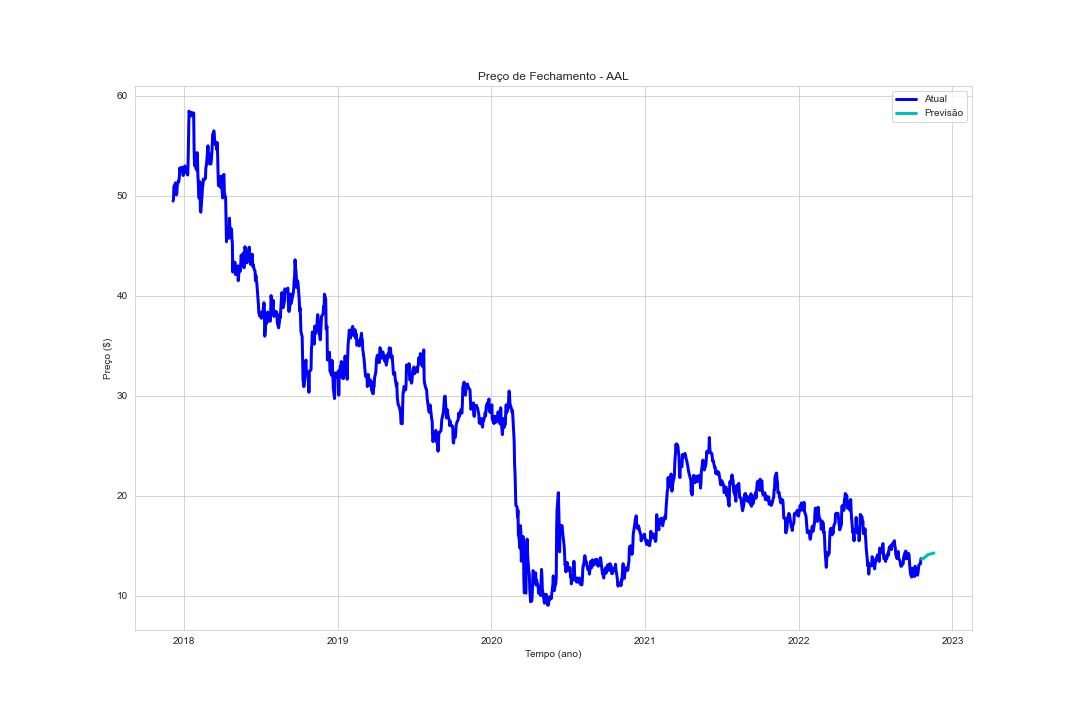 Preço de Fechamento - AAL
Atual
Previsão
60
50
40
30
20
10
Preço ($)
2018 2019 2020 2021 2022 2023
Tempo (ano)